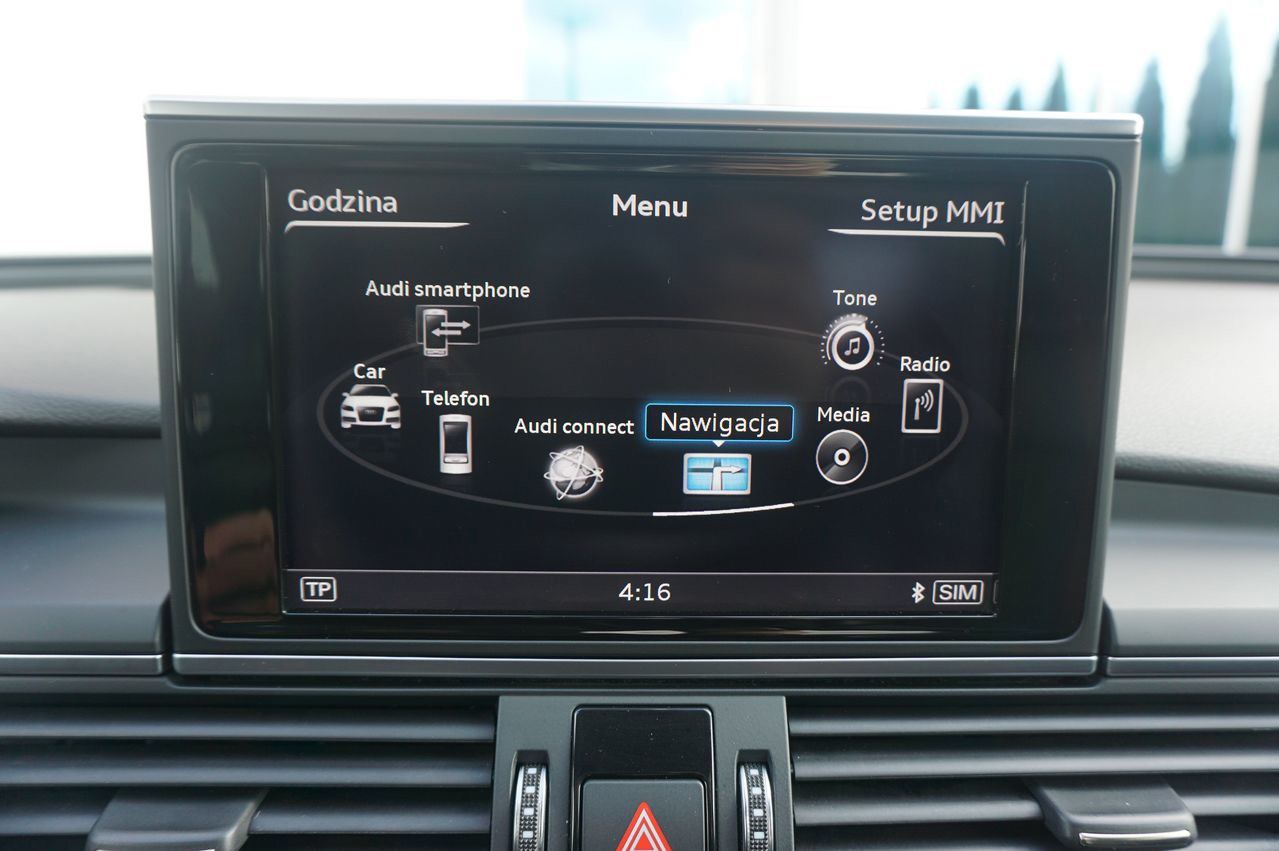 Godzina
Menu
Setup MMI
Audi smartphone
Tone
Car
Radio
Telefon
Audi connect
Nawigacja
Media
TP
4:16
SIM